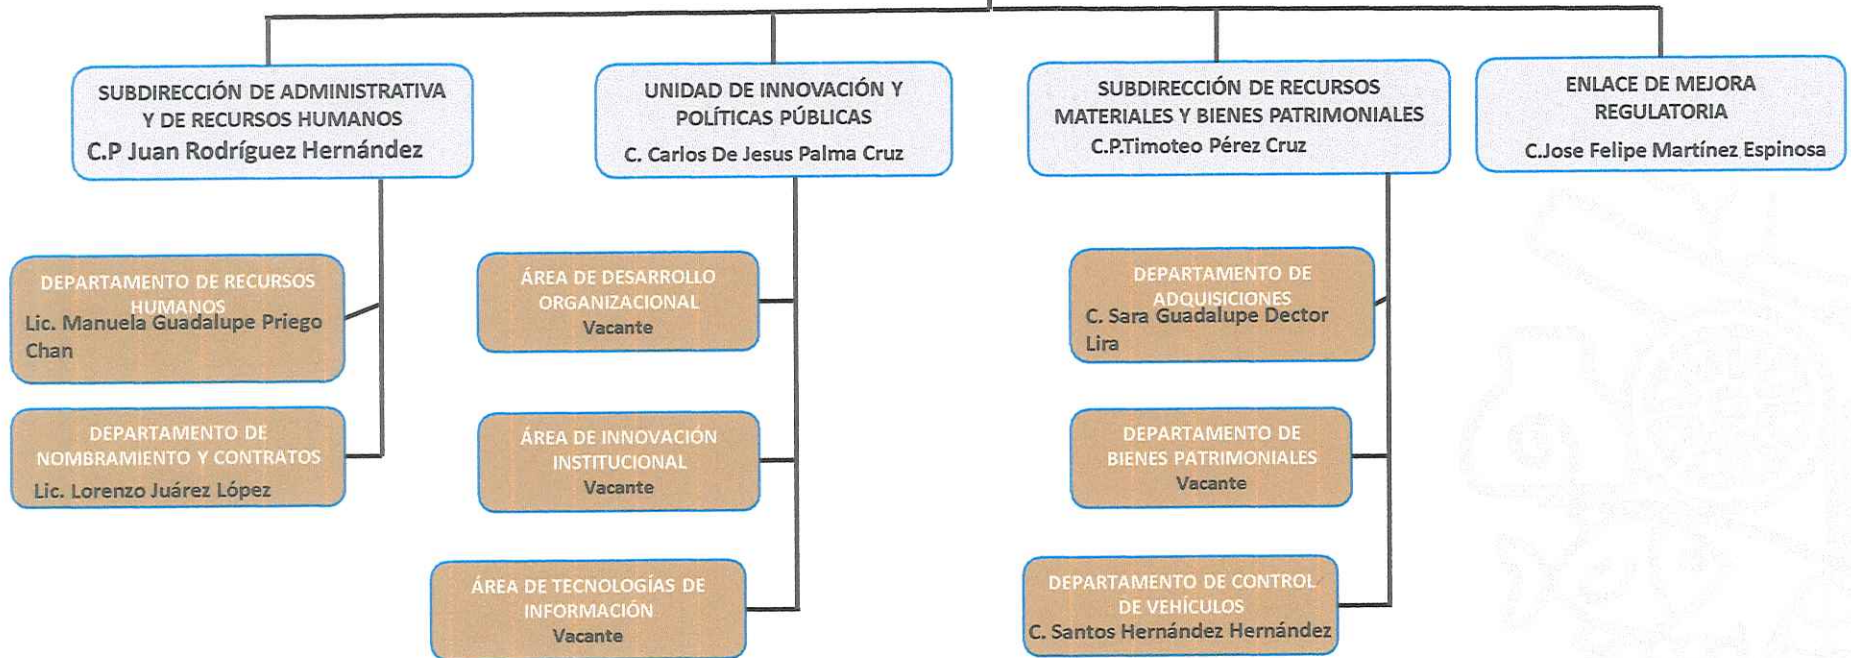 SUBDIRECCIÓN DE ADMINISTRATIVA
Y DE RECURSOS HUMANOS
C.P Juan Rodríguez Hernández
UNIDAD DE INNOVACIÓN Y
POLÍTICAS PÚBLICAS
C. Carlos De Jesus Palma Cruz
SUBDIRECCIÓN DE RECURSOS
MATERIALES Y BIENES PATRIMONIALES
C.P.Timoteo Pérez Cruz
ENLACE DE MEJORA
REGULATORIA
C.Jose Felipe Martínez Espinosa
DEPARTAMENTO DE RECURSOS
HUMANOS
Lic. Manuela Guadalupe Priego
Chan
DEPARTAMENTO DE
NOMBRAMIENTO Y CONTRATOS
Lic. Lorenzo Juárez López
ÁREA DE DESARROLLO
ORGANIZACIONAL
Vacante
ÁREA DE INNOVACIÓN
INSTITUCIONAL
Vacante
ÁREA DE TECNOLOGÍAS DE
INFORMACIÓN
Vacante
DEPARTAMENTO DE
ADQUISICIONES
C. Sara Guadalupe Dector
Lira
DEPARTAMENTO DE
BIENES PATRIMONIALES
Vacante
DEPARTAMENTO DE CONTROL
DE VEHÍCULOS
C. Santos Hernández Hernández